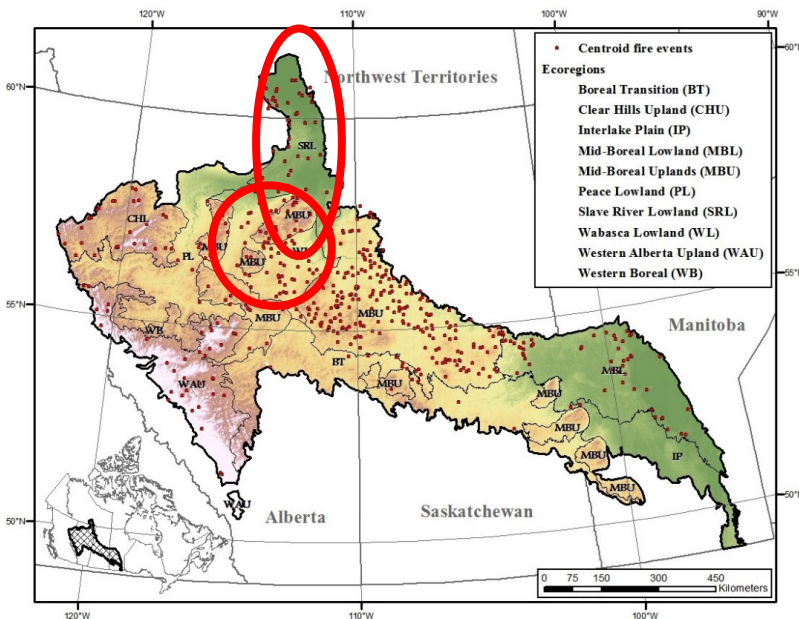 120°W
110°W
100°W
90°W
60°N
60°N
Northwest Territories
Centroid fire events
Ecoregions
Boreal Transition (BT)
Clear Hills Upland (CHU)
Interlake Plain (IP)
Mid-Boreal Lowland (MBL)
Mid-Boreal Uplands (MBU)
Peace Lowland (PL)
Slave River Lowland (SRL)
Wabasca Lowland (WL)
Western Alberta Upland (WAU)
Western Boreal (WB)
SRL
CHL
MBU
MBU
PL
WL
MBU
55°N
55°N
MBU
MBU
WB
Manitoba
BT
MBL
WAU
MBU
MBU
MBU
MBU
IP
MBU
WAU
50°N
50°N
Alberta
Saskatchewan
0 75 150 300 450
Kilometers
120°W
110°W
100°W